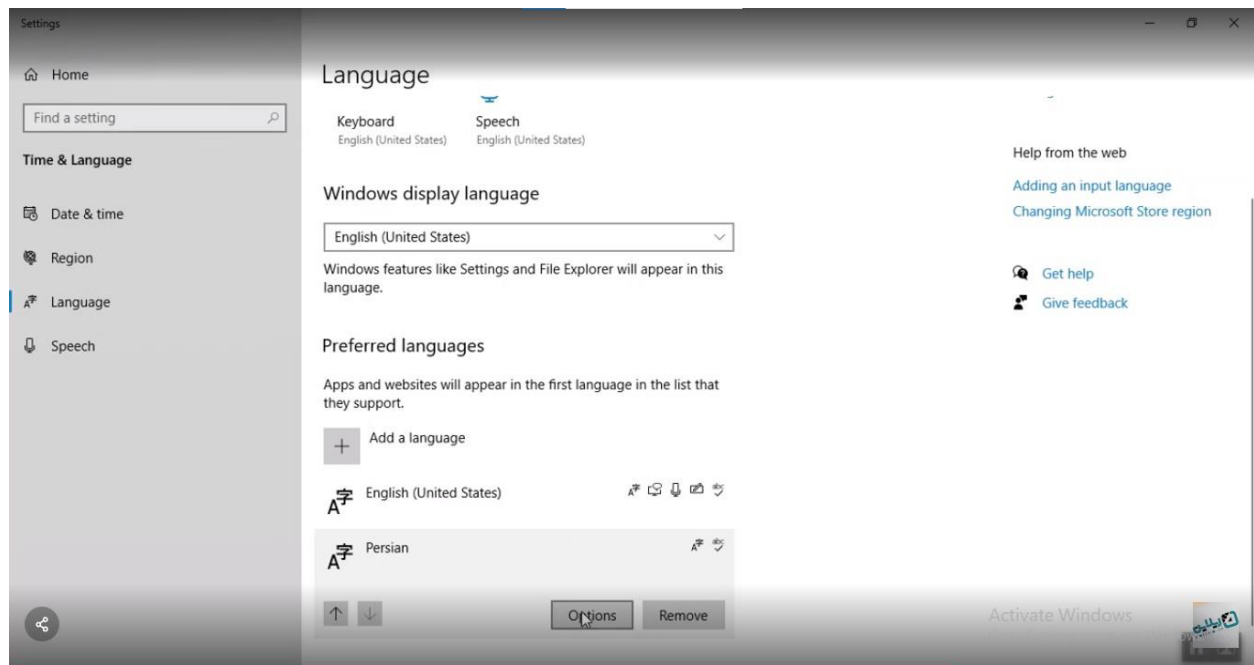 Settings
Home
Find a setting
Time & Language
Date & time
Region
Language
Speech
Language
Keyboard
English (United States)
Speech
English (United States)
Windows display language
English (United States)
Windows features like Settings and File Explorer will appear in this
language.
Preferred languages
Apps and websites will appear in the first language in the list that
they support.
Add a language
English (United States)
Persian
Options
Remove
Help from the web
Adding an input language
Changing Microsoft Store region
Get help
Give feedback
Activate Windows